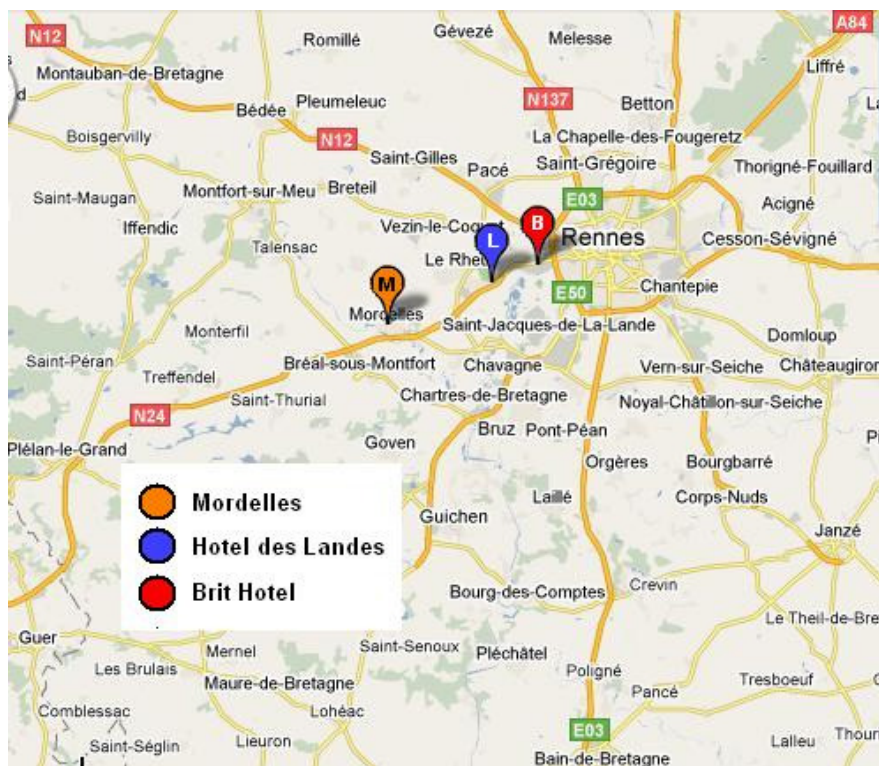 N12
Romillé
Gévezé
Melesse
A84
Liffré
Montauban-de-Bretagne
Bédée
Pleumeleuc
N137
Betton
Boisgervilly
N12
Saint-Gilles
Pacé
La Chapelle-des-Fougeretz
Saint-Grégoire
Thorigné-Fouillard
Saint-Maugan
Montfort-sur-Meu
Breteil
E03
Acigné
Iffendic
Vezin-le-Coquet
B
Rennes
Cesson-Sévigné
Talensac
Le Rheu
L
Chantepie
M
E50
Mordelles
Monterfil
Saint-Jacques-de-La-Lande
Domloup
Saint-Péran
Bréal-sous-Montfort
Chavagne
Vern-sur-Seiche
Châteaugiron
Treffendel
Saint-Thurial
Chartres-de-Bretagne
Noyal-Châtillon-sur-Seiche
N24
Plélan-le-Grand
Goven
Bruz
Pont-Péan
Orgères
Bourgbarré
Laillé
Corps-Nuds
Guichen
Janzé
Mordelles
Hotel des Landes
Brit Hotel
Bourg-des-Comptes
Crevin
Le Theil-de-Bre
Guer
Mernel
Saint-Senoux
Pléchâtel
Les Brulais
Maure-de-Bretagne
Poligné
Pancé
Tresboeuf
Comblessac
Lohéac
E03
Saint-Séglin
Lieuron
Bain-de-Bretagne
Lalleu
Thouri